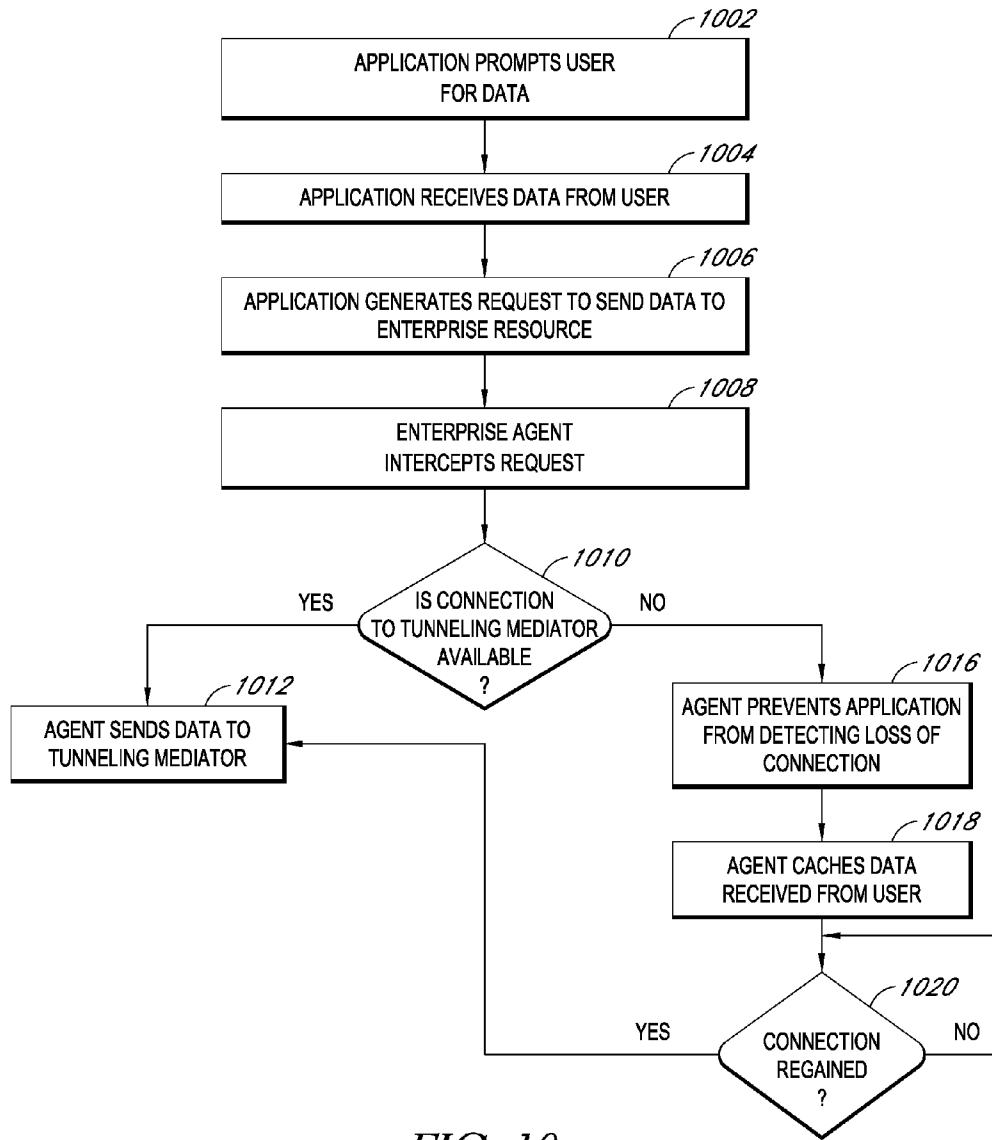 1002
APPLICATION PROMPTS USER
FOR DATA
1004
APPLICATION RECEIVES DATA FROM USER
1006
APPLICATION GENERATES REQUEST TO SEND DATA TO
ENTERPRISE RESOURCE
1008
ENTERPRISE AGENT
INTERCEPTS REQUEST
1010
YES
IS CONNECTION
TO TUNNELING MEDIATOR
AVAILABLE
?
NO
1012
AGENT SENDS DATA TO
TUNNELING MEDIATOR
1016
AGENT PREVENTS APPLICATION
FROM DETECTING LOSS OF
CONNECTION
1018
AGENT CACHES DATA
RECEIVED FROM USER
1020
YES
CONNECTION
REGAINED
?
NO